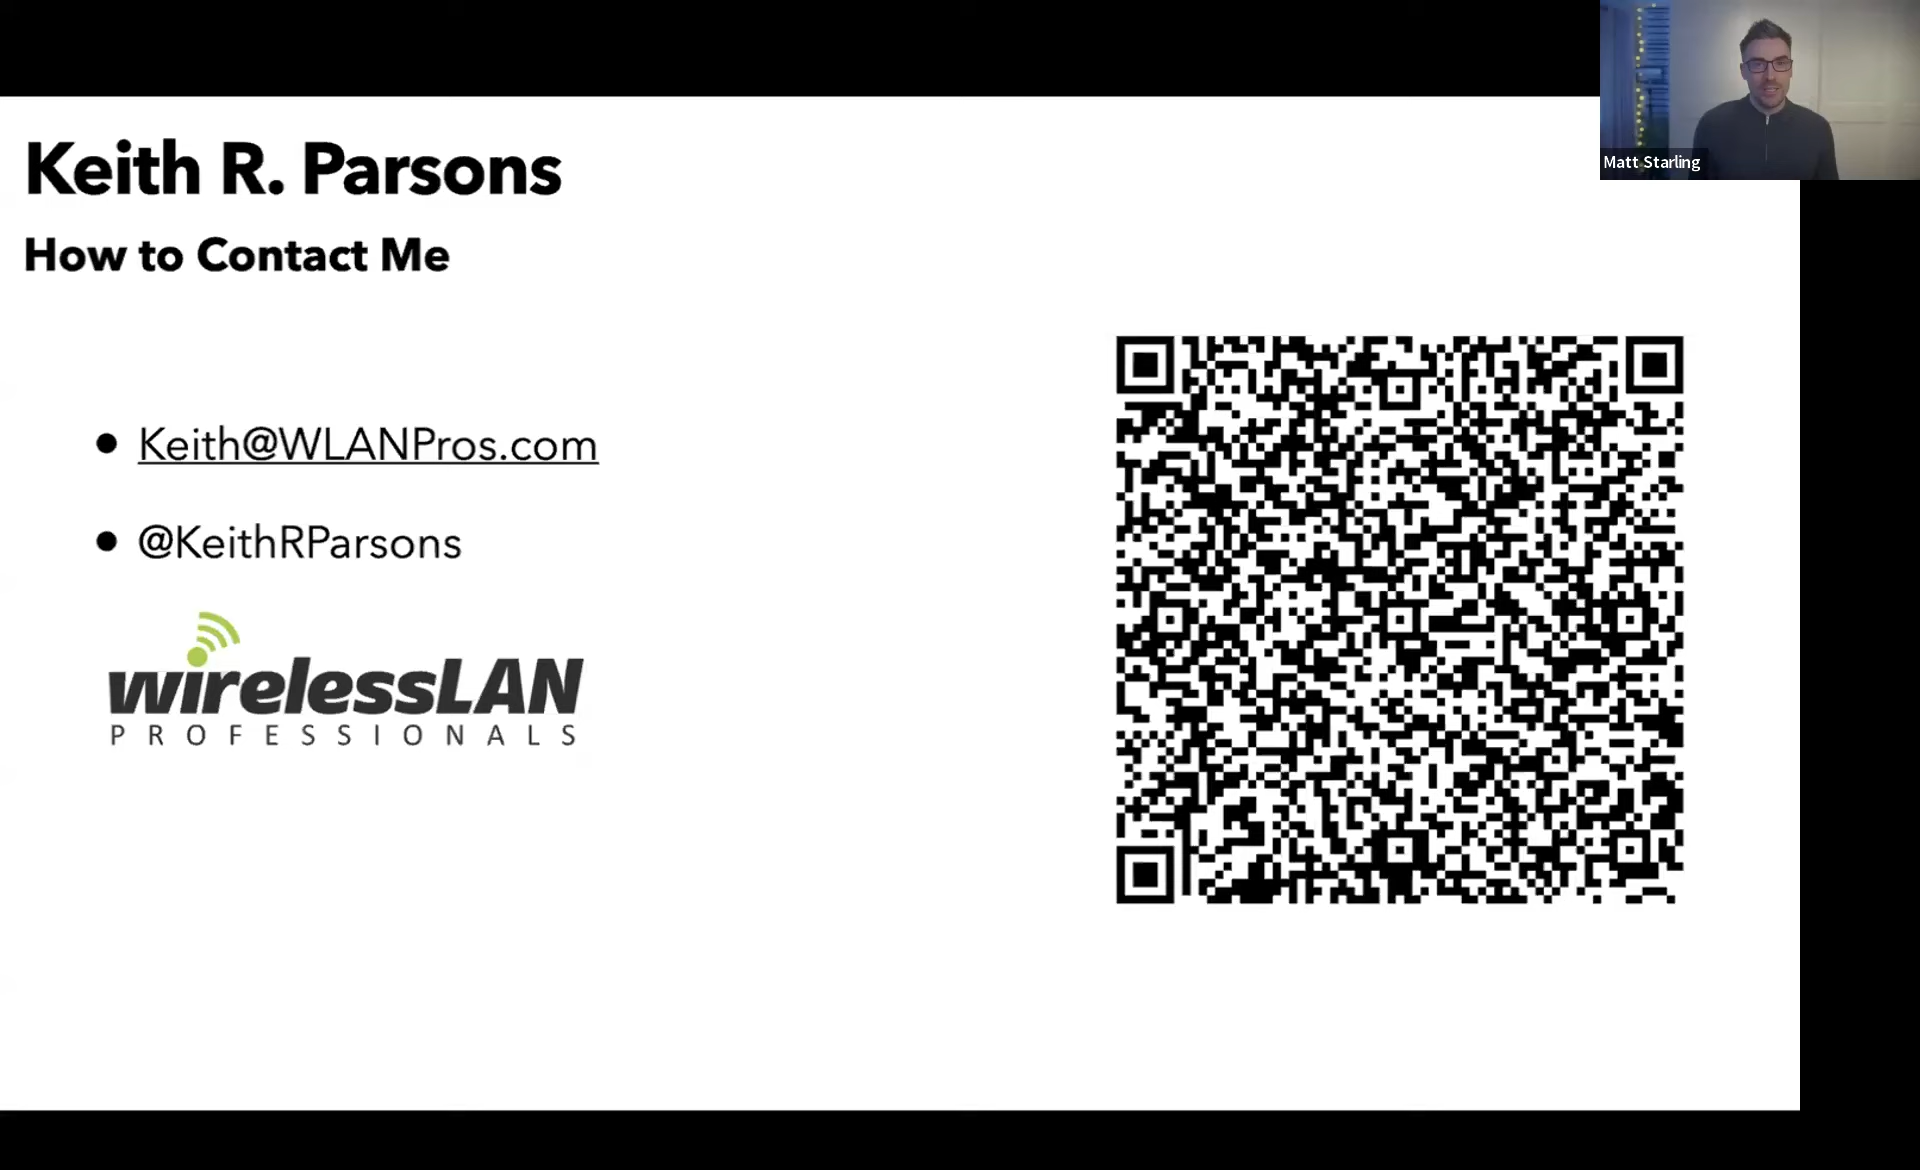 Matt Starling
Keith R. Parsons
How to Contact Me
• Keith@WLANPros.com
• @KeithRParsons
wirelessLAN
PROFESSIONALS